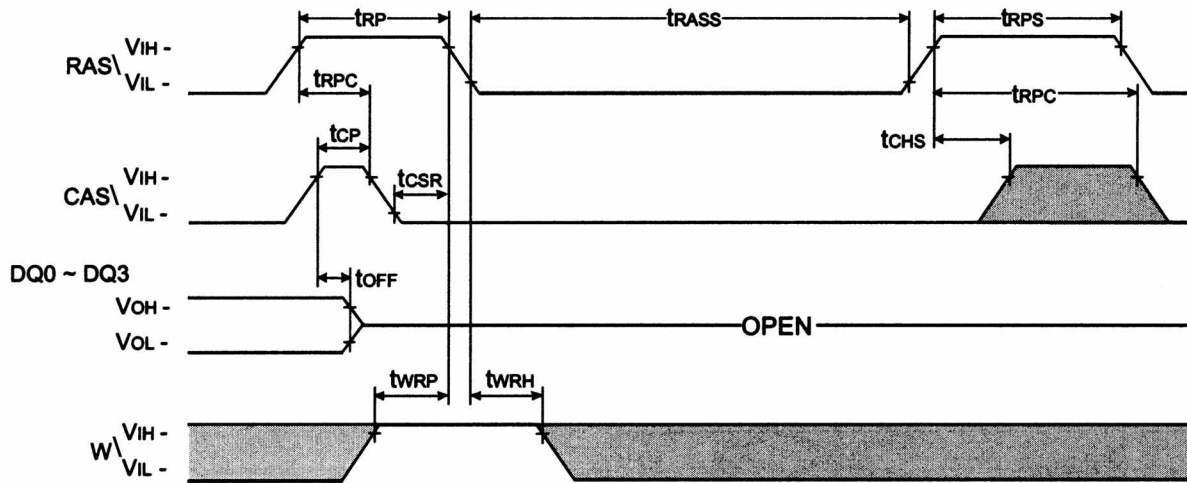 tRP
tRASS
tRPS
RAS\
VIH -
VIL -
tRPC
tRPC
tCP
tCHS
tCSR
CAS\
VIH -
VIL -
DQ0 ~ DQ3
tOFF
VOH -
VOL -
OPEN
tWRP
tWRH
W\
VIH -
VIL -